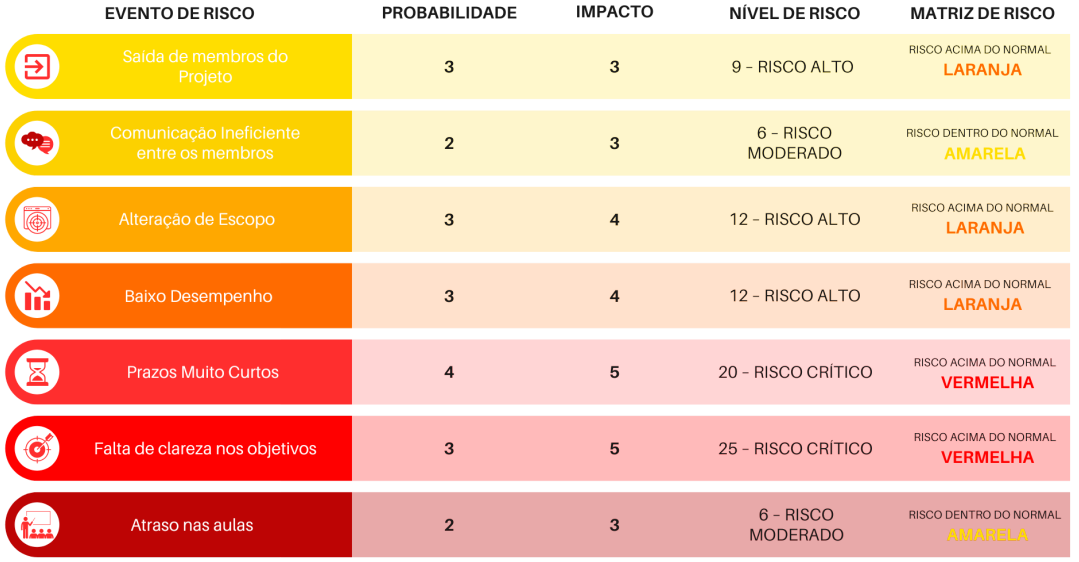 EVENTO DE RISCO PROBABILIDADE IMPACTO NÍVEL DE RISCO MATRIZ DE RISCO
Saída de membros do
Projeto
3
3
9 – RISCO ALTO
RISCO ACIMA DO NORMAL
LARANJA
Comunicação Ineficiente
entre os membros
2
3
6 – RISCO
MODERADO
RISCO DENTRO DO NORMAL
AMARELA
Alteração de Escopo
3
4
12 – RISCO ALTO
RISCO ACIMA DO NORMAL
LARANJA
Baixo Desempenho
3
4
12 – RISCO ALTO
RISCO ACIMA DO NORMAL
LARANJA
Prazos Muito Curtos
4
5
20 – RISCO CRÍTICO
RISCO ACIMA DO NORMAL
VERMELHA
Falta de clareza nos objetivos
3
5
25 – RISCO CRÍTICO
RISCO ACIMA DO NORMAL
VERMELHA
Atraso nas aulas
2
3
6 – RISCO
MODERADO
RISCO DENTRO DO NORMAL
AMARELA